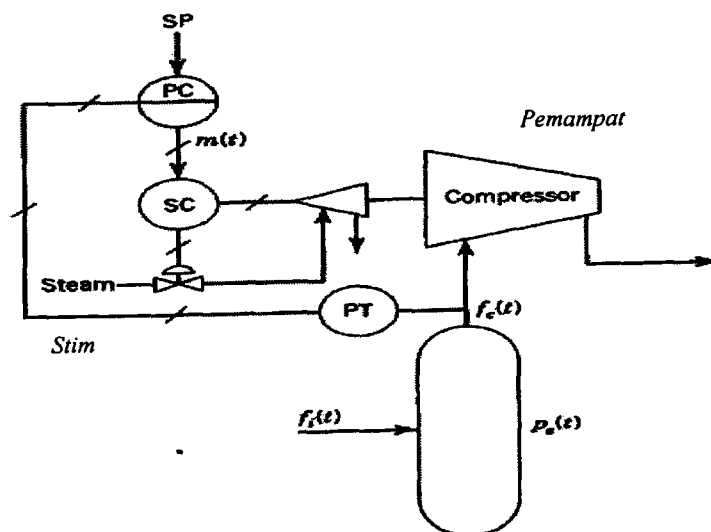 SP
PC
m(t)
Pemampat
SC
Compressor
Steam
PT
f_c(t)
Stim
f_i(t)
p_s(t)